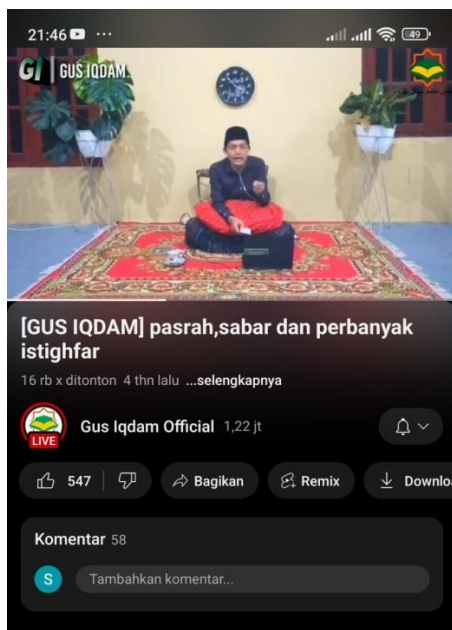 21:46
49
GI GUS IQDAM
[GUS IQDAM] pasrah,sabar dan perbanyak
istighfar
16 rb x ditonton 4 thn lalu ...selengkapnya
LIVE
Gus Iqdam Official 1,22 jt
547 Bagikan Remix Downlo
Komentar 58
S
Tambahkan komentar...